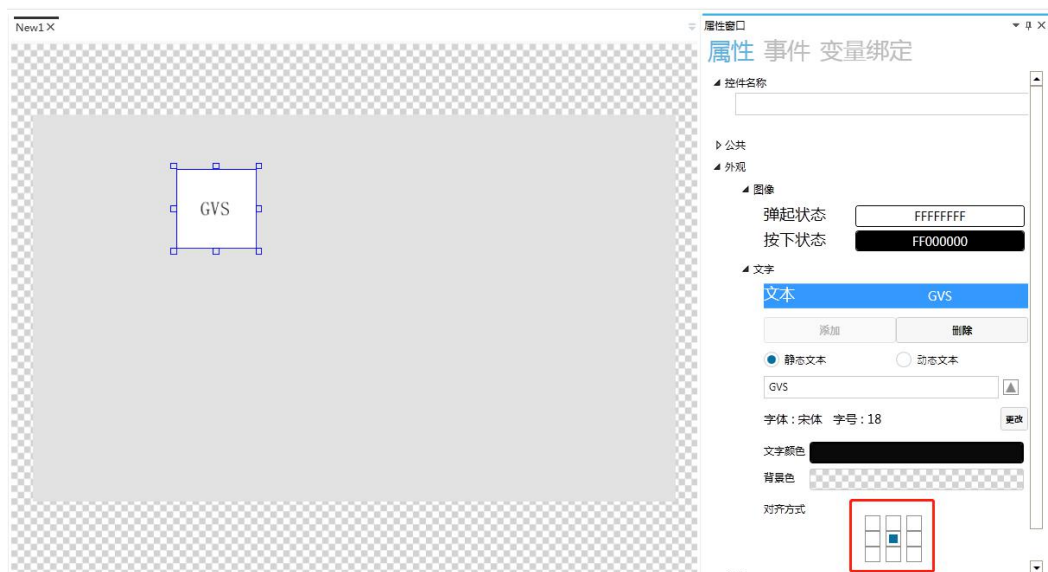 New1×
GVS
属性窗口
属性 事件 变量绑定
控件名称
公共
外观
图像
弹起状态 FFFFFFFF
按下状态 FF000000
文字
文本 GVS
添加 删除
静态文本 动态文本
GVS
字体:宋体 字号:18 更改
文字颜色
背景色
对齐方式